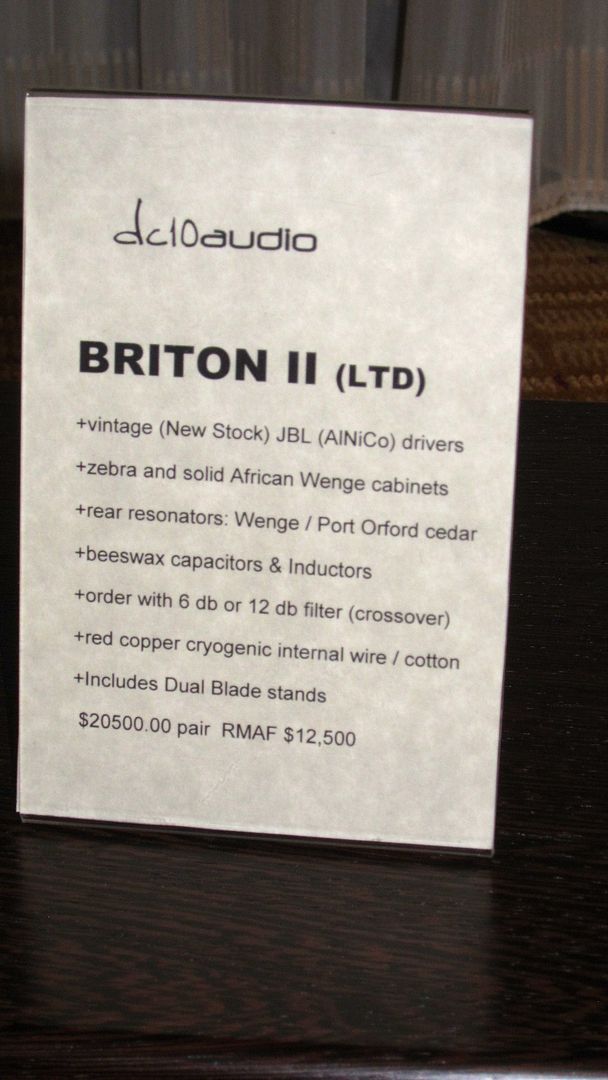 dc10audio
BRITON II (LTD)
+vintage (New Stock) JBL (AlNiCo) drivers
+zebra and solid African Wenge cabinets
+rear resonators: Wenge / Port Orford cedar
+beeswax capacitors & Inductors
+order with 6 db or 12 db filter (crossover)
+red copper cryogenic internal wire / cotton
+Includes Dual Blade stands
$20500.00 pair RMAF $12,500